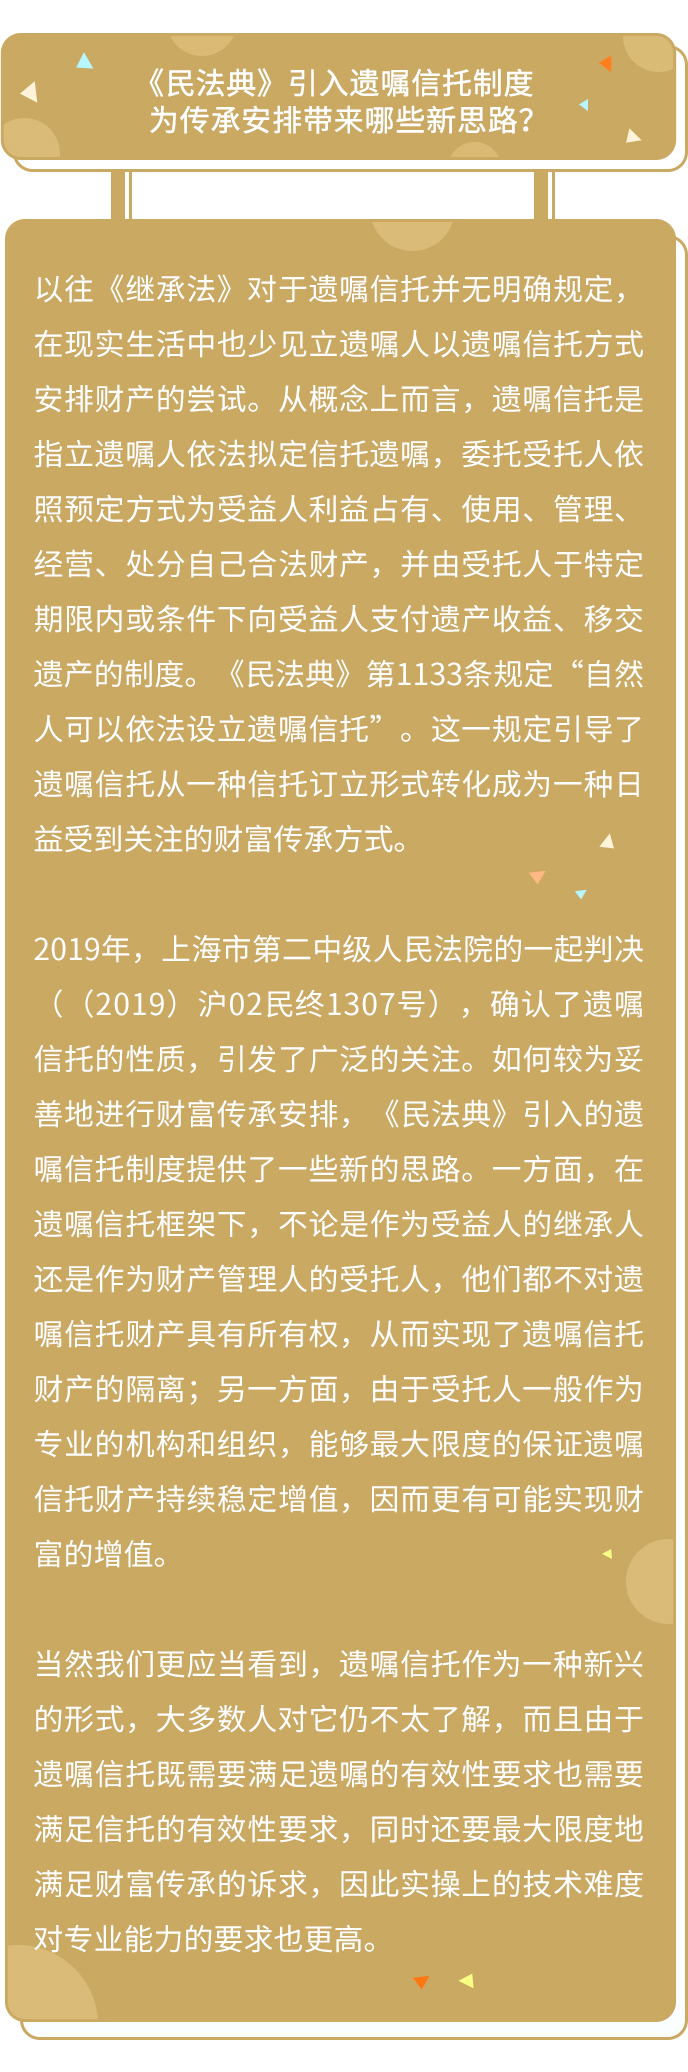 《民法典》引入遗嘱信托制度
为传承安排带来哪些新思路？
以往《继承法》对于遗嘱信托并无明确规定，
在现实生活中也少见立遗嘱人以遗嘱信托方式
安排财产的尝试。从概念上而言，遗嘱信托是
指立遗嘱人依法拟定信托遗嘱，委托受托人依
照预定方式为受益人利益占有、使用、管理、
经营、处分自己合法财产，并由受托人于特定
期限内或条件下向受益人支付遗产收益、移交
遗产的制度。《民法典》第1133条规定“自然
人可以依法设立遗嘱信托”。这一规定引导了
遗嘱信托从一种信托订立形式转化成为一种日
益受到关注的财富传承方式。
2019年，上海市第二中级人民法院的一起判决
（（2019）沪02民终1307号），确认了遗嘱
信托的性质，引发了广泛的关注。如何较为妥
善地进行财富传承安排，《民法典》引入的遗
嘱信托制度提供了一些新的思路。一方面，在
遗嘱信托框架下，不论是作为受益人的继承人
还是作为财产管理人的受托人，他们都不对遗
嘱信托财产具有所有权，从而实现了遗嘱信托
财产的隔离；另一方面，由于受托人一般作为
专业的机构和组织，能够最大限度的保证遗嘱
信托财产持续稳定增值，因而更有可能实现财
富的增值。
当然我们更应当看到，遗嘱信托作为一种新兴
的形式，大多数人对它仍不太了解，而且由于
遗嘱信托既需要满足遗嘱的有效性要求也需要
满足信托的有效性要求，同时还要最大限度地
满足财富传承的诉求，因此实操上的技术难度
对专业能力的要求也更高。